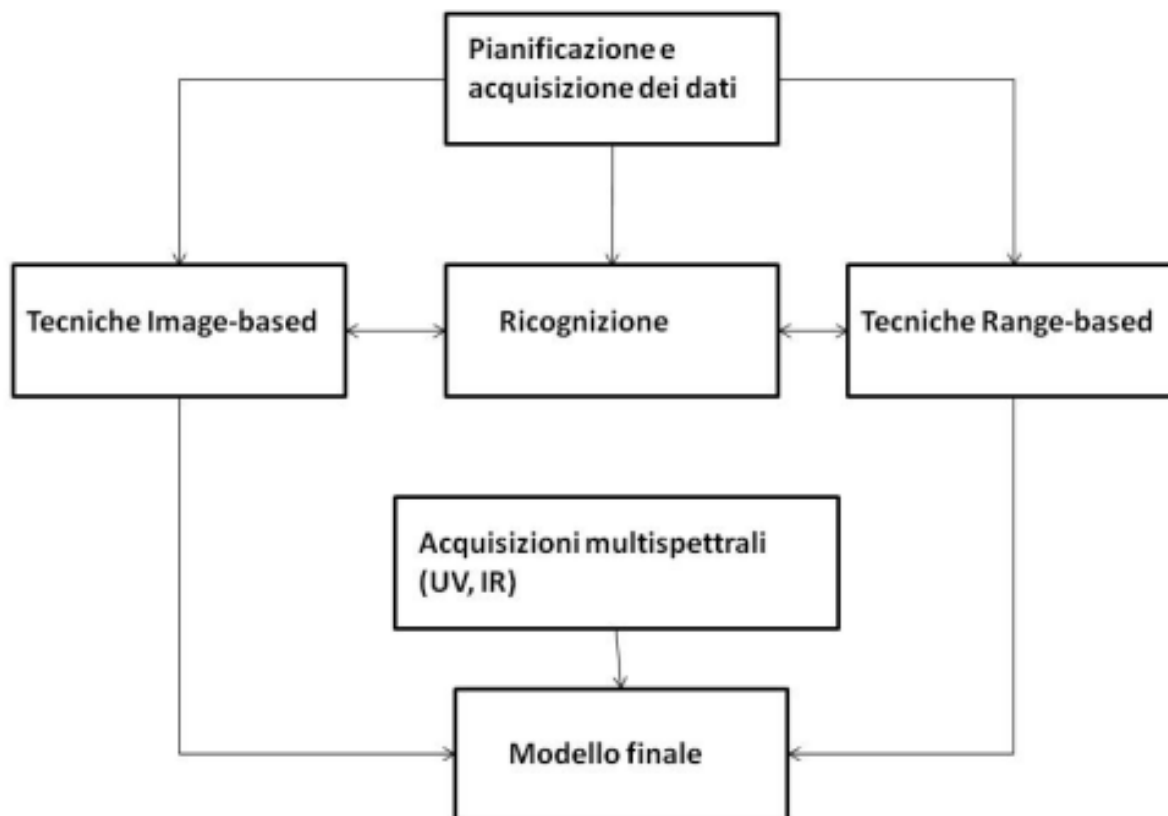 Pianificazione e
acquisizione dei dati
Tecniche Image-based
Ricognizione
Tecniche Range-based
Acquisizioni multispettrali
(UV, IR)
Modello finale